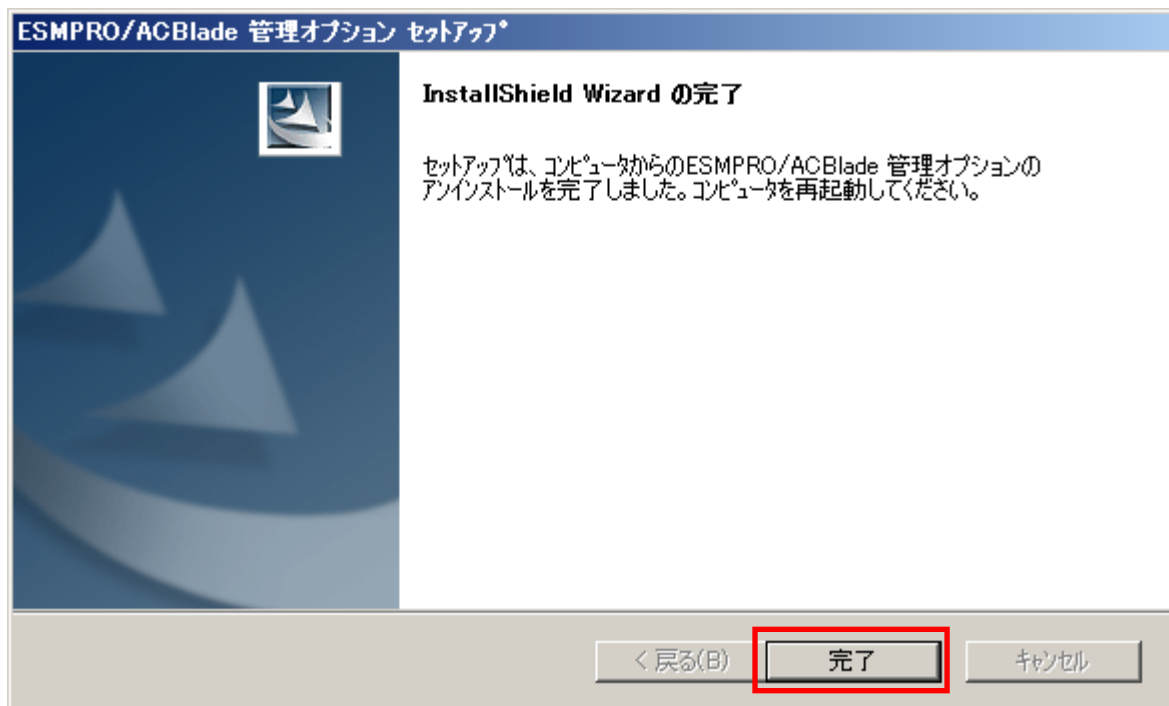 ESMPRO/ACBlade 管理オプション ｾｯﾄｱｯﾌﾟ
InstallShield Wizard の完了
ｾｯﾄｱｯﾌﾟは、ｺﾝﾋﾟｭｰﾀからのESMPRO/ACBlade 管理オプションの
ｱﾝｲﾝｽﾄｰﾙを完了しました。ｺﾝﾋﾟｭｰﾀを再起動してください。
< 戻る(B)
完了
ｷｬﾝｾﾙ